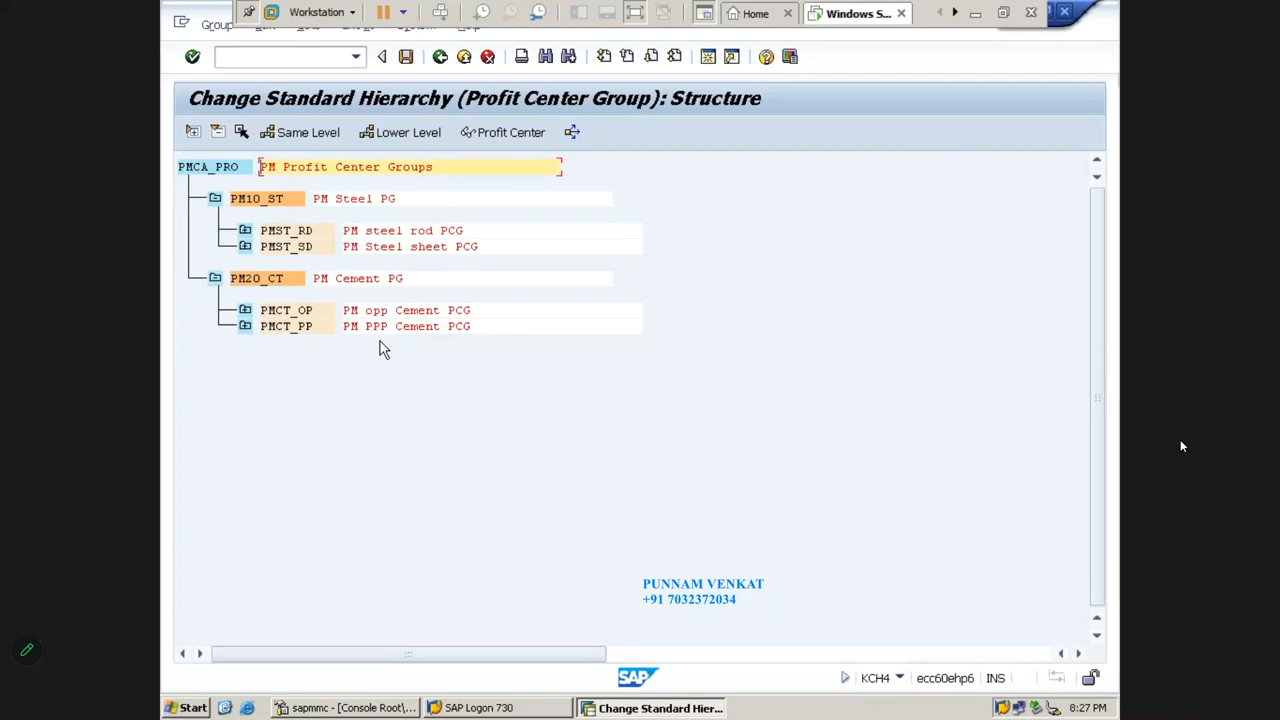 Workstation
Home
Windows S...
Group
Change Standard Hierarchy (Profit Center Group): Structure
Same Level
Lower Level
Profit Center
PMCA_PRO PM Profit Center Groups
PM10_ST PM Steel PG
PMST_RD PM steel rod PCG
PMST_SD PM Steel sheet PCG
PM20_CT PM Cement PG
PMCT_OP PM opp Cement PCG
PMCT_PP PM PPP Cement PCG
PUNNAM VENKAT
+91 7032372034
SAP
KCH4
ecc60ehp6
INS
Start
sapmmc - [Console Root\...
SAP Logon 730
Change Standard Hier...
8:27 PM